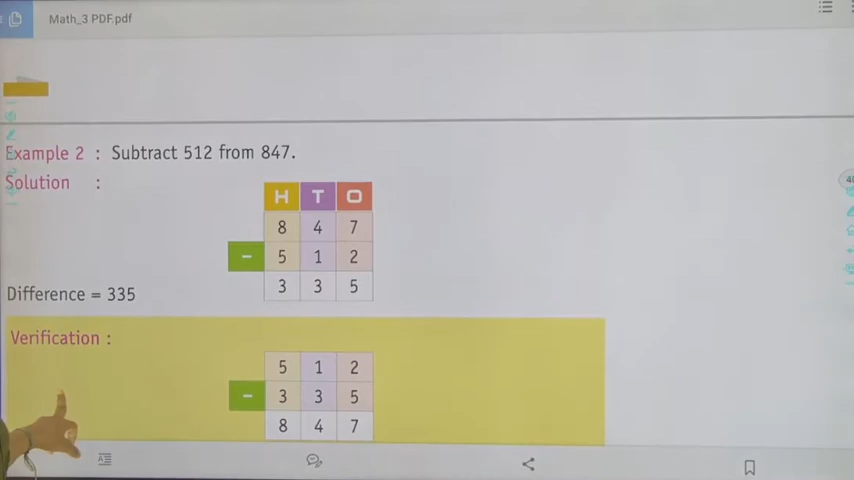 Math_3 PDF.pdf
Example 2 : Subtract 512 from 847.
Solution :
H T O
8 4 7
- 5 1 2
3 3 5
Difference = 335
Verification :
5 1 2
- 3 3 5
8 4 7